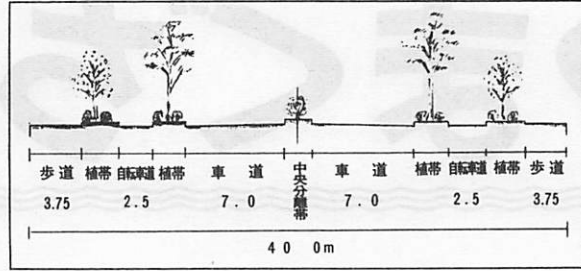 歩道 植帯 自転車道 植帯 車道 中央分離帯 車道 植帯 自転車道 植帯 歩道
3.75 2.5 7.0 7.0 2.5 3.75
40 0m